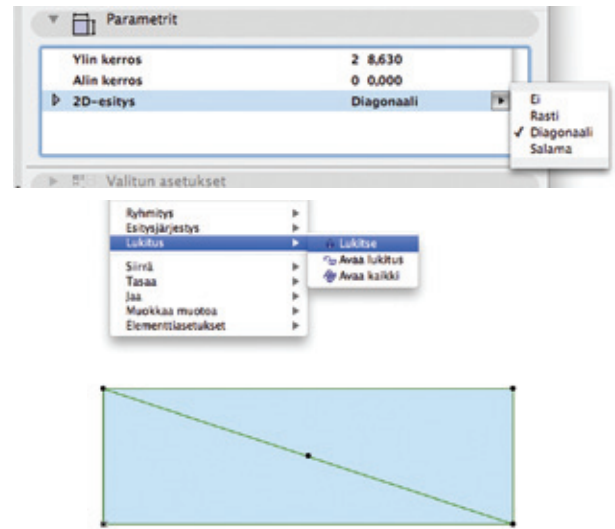 Parametrit
Ylin kerros 2 8,630
Alin kerros 0 0,000
2D-esitys Diagonaali
Ei
Rasti
✓ Diagonaali
Salama
Valitun asetukset
Ryhmitys
Esitysjärjestys
Lukitus
Lukitse
Avaa lukitus
Avaa kaikki
Siirrä
Tasaa
Jaa
Muokkaa muotoa
Elementtiasetukset